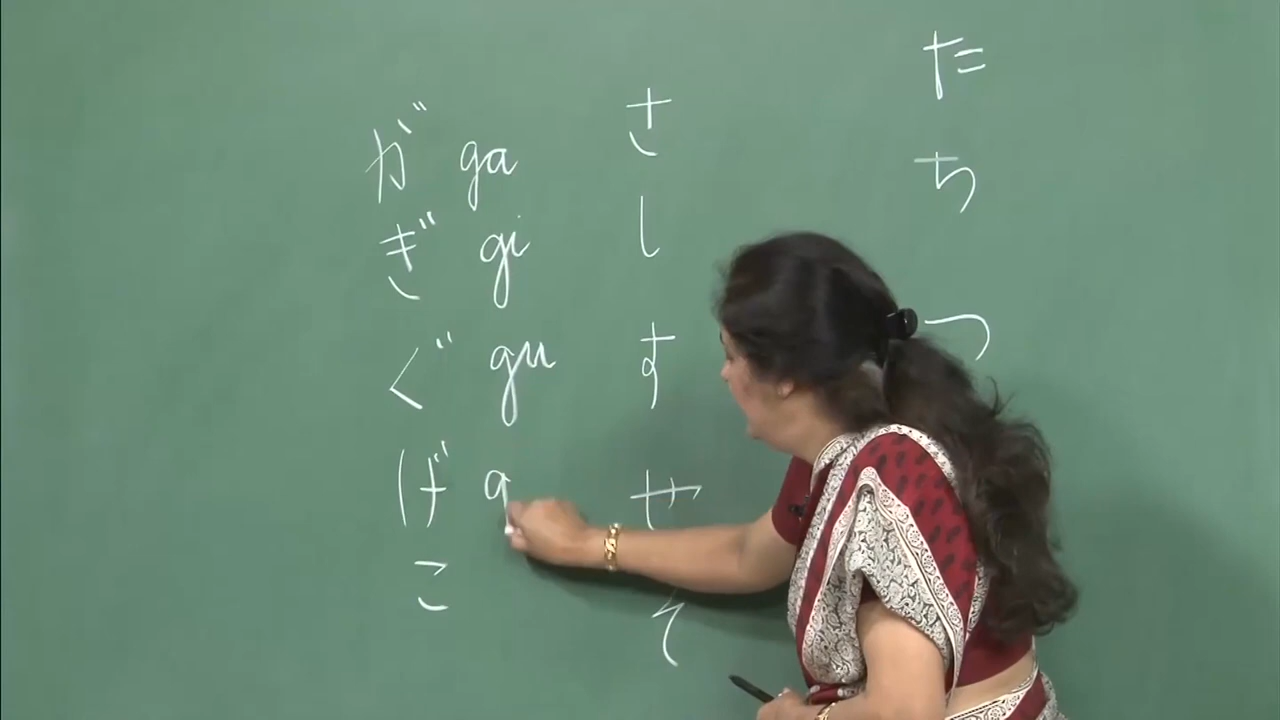 が ga さ た
ぎ gi し ち
ぐ gu す つ
げ g せ
こ そ